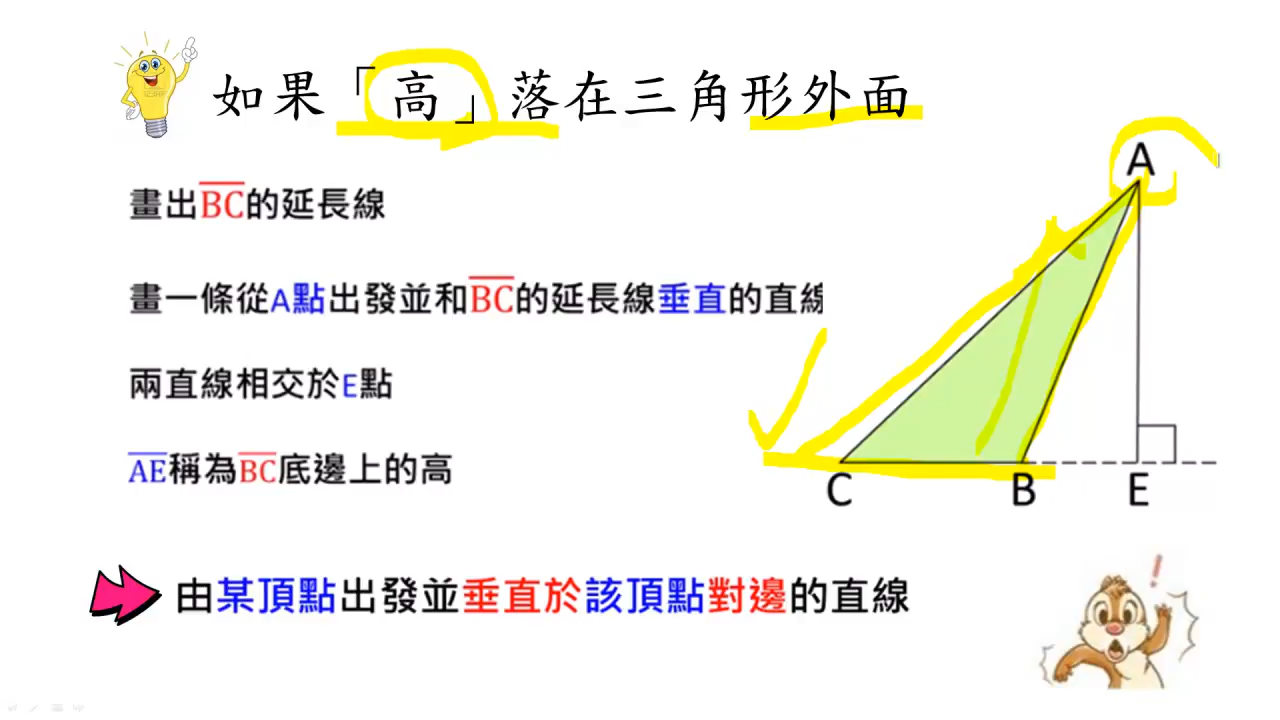 如果「高」落在三角形外面
畫出BC的延長線
畫一條從A點出發並和BC的延長線垂直的直線
兩直線相交於E點
AE稱為BC底邊上的高
由某頂點出發並垂直於該頂點對邊的直線
A
C B E